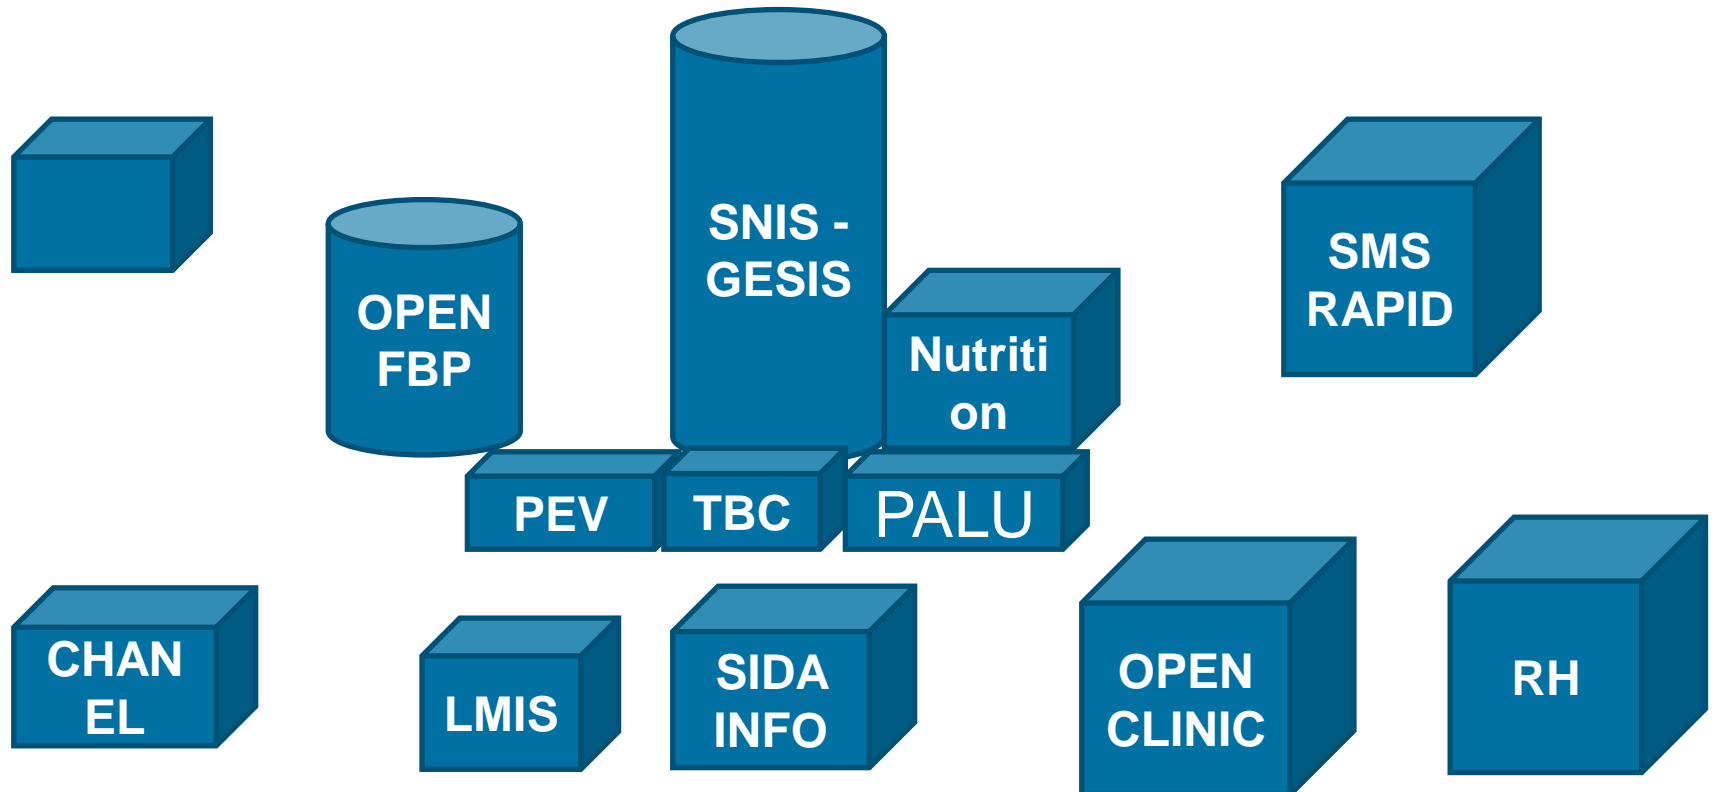 SNIS -
GESIS
OPEN
FBP
SMS
RAPID
Nutriti
on
PEV
TBC
PALU
CHAN
EL
LMIS
SIDA
INFO
OPEN
CLINIC
RH